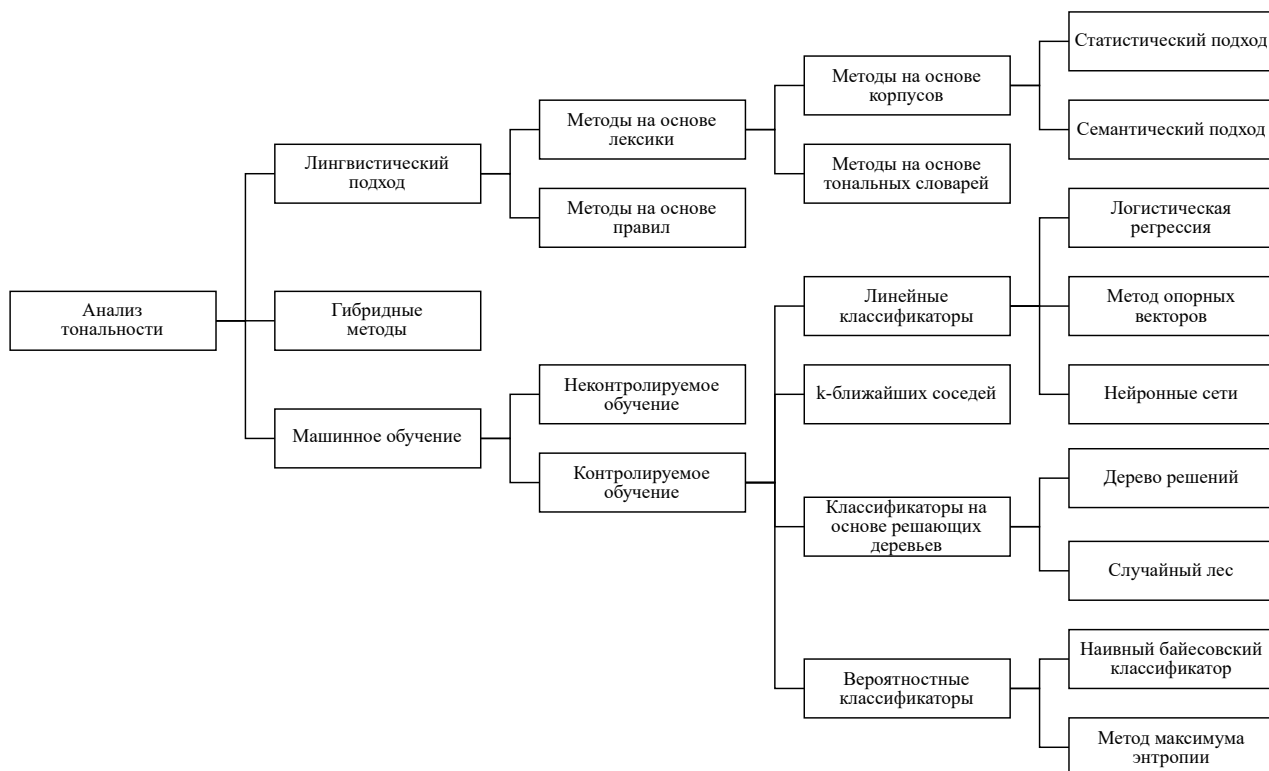 Анализ
тональности
Лингвистический
подход
Гибридные
методы
Машинное обучение
Методы на основе
лексики
Методы на основе
правил
Неконтролируемое
обучение
Контролируемое
обучение
Методы на основе
корпусов
Методы на основе
тональных словарей
Линейные
классификаторы
k-ближайших соседей
Классификаторы на
основе решающих
деревьев
Вероятностные
классификаторы
Статистический подход
Семантический подход
Логистическая
регрессия
Метод опорных
векторов
Нейронные сети
Дерево решений
Случайный лес
Наивный байесовский
классификатор
Метод максимума
энтропии